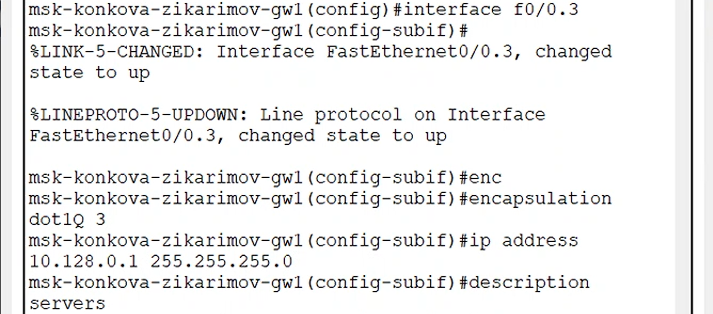 msk-konkova-zikarimov-gw1(config)#interface f0/0.3
msk-konkova-zikarimov-gw1(config-subif)#
%LINK-5-CHANGED: Interface FastEthernet0/0.3, changed
state to up
%LINEPROTO-5-UPDOWN: Line protocol on Interface
FastEthernet0/0.3, changed state to up
msk-konkova-zikarimov-gw1(config-subif)#enc
msk-konkova-zikarimov-gw1(config-subif)#encapsulation
dot1Q 3
msk-konkova-zikarimov-gw1(config-subif)#ip address
10.128.0.1 255.255.255.0
msk-konkova-zikarimov-gw1(config-subif)#description
servers